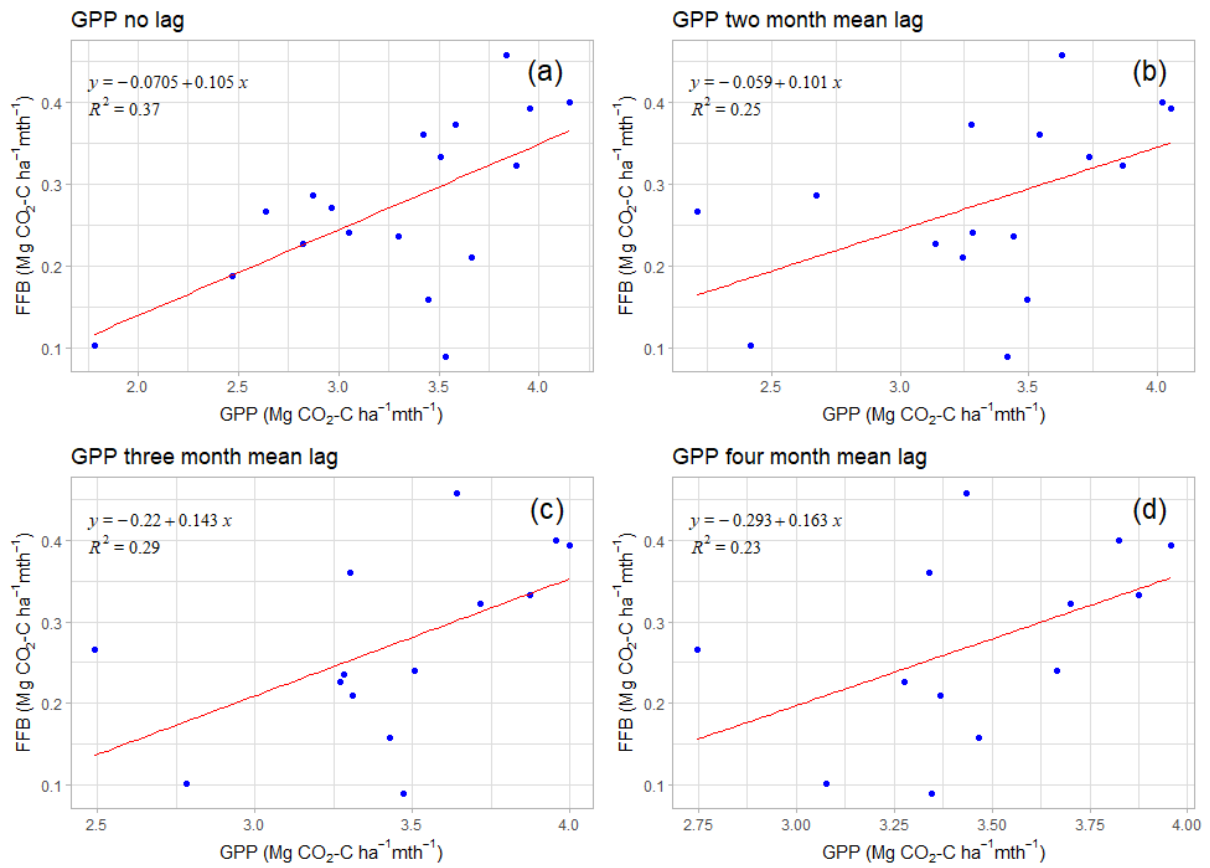 GPP no lag
(a)
y = −0.0705 + 0.105 x
R² = 0.37
0.4
0.3
0.2
0.1
FFB (Mg CO₂-C ha⁻¹mth⁻¹)
2.0 2.5 3.0 3.5 4.0
GPP (Mg CO₂-C ha⁻¹mth⁻¹)
GPP two month mean lag
(b)
y = −0.059 + 0.101 x
R² = 0.25
0.4
0.3
0.2
0.1
FFB (Mg CO₂-C ha⁻¹mth⁻¹)
2.5 3.0 3.5 4.0
GPP (Mg CO₂-C ha⁻¹mth⁻¹)
GPP three month mean lag
(c)
y = −0.22 + 0.143 x
R² = 0.29
0.4
0.3
0.2
0.1
FFB (Mg CO₂-C ha⁻¹mth⁻¹)
2.5 3.0 3.5 4.0
GPP (Mg CO₂-C ha⁻¹mth⁻¹)
GPP four month mean lag
(d)
y = −0.293 + 0.163 x
R² = 0.23
0.4
0.3
0.2
0.1
FFB (Mg CO₂-C ha⁻¹mth⁻¹)
2.75 3.00 3.25 3.50 3.75 4.00
GPP (Mg CO₂-C ha⁻¹mth⁻¹)